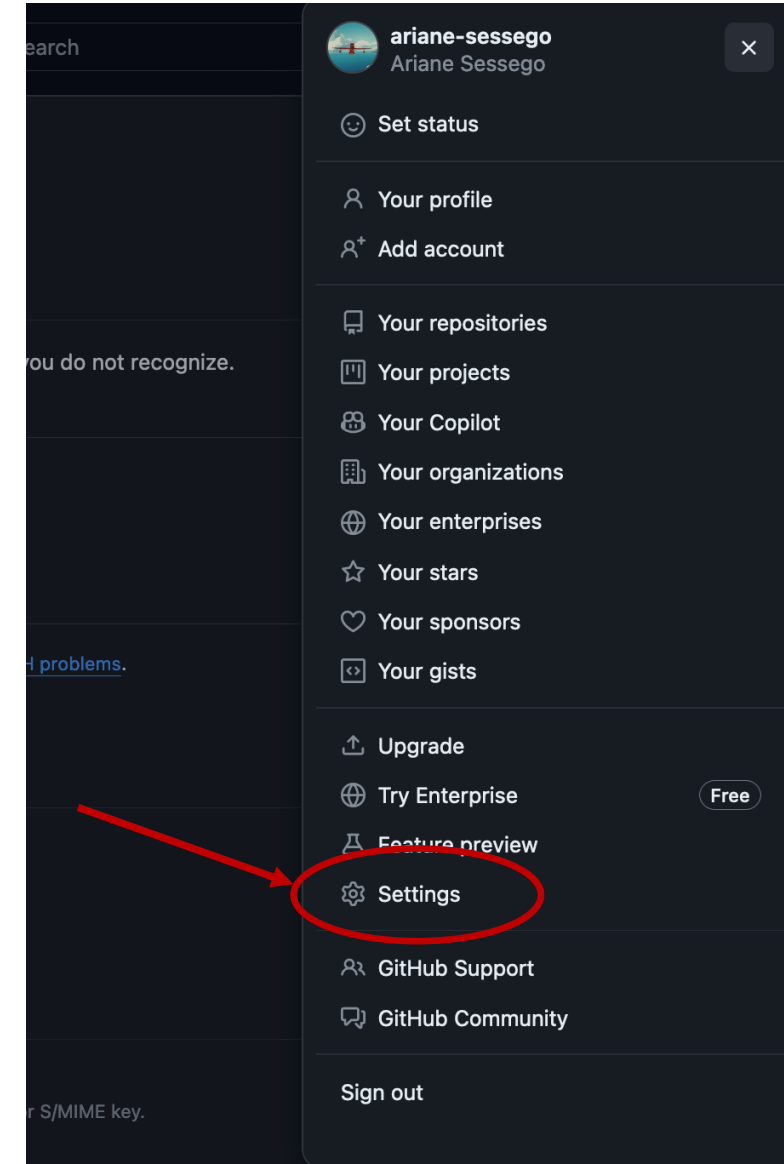 earch
ariane-sessego
Ariane Sessego
Set status
Your profile
Add account
Your repositories
you do not recognize.
Your projects
Your Copilot
Your organizations
Your enterprises
Your stars
Your sponsors
H problems.
Your gists
Upgrade
Try Enterprise
Free
Feature preview
Settings
GitHub Support
GitHub Community
Sign out
r S/MIME key.